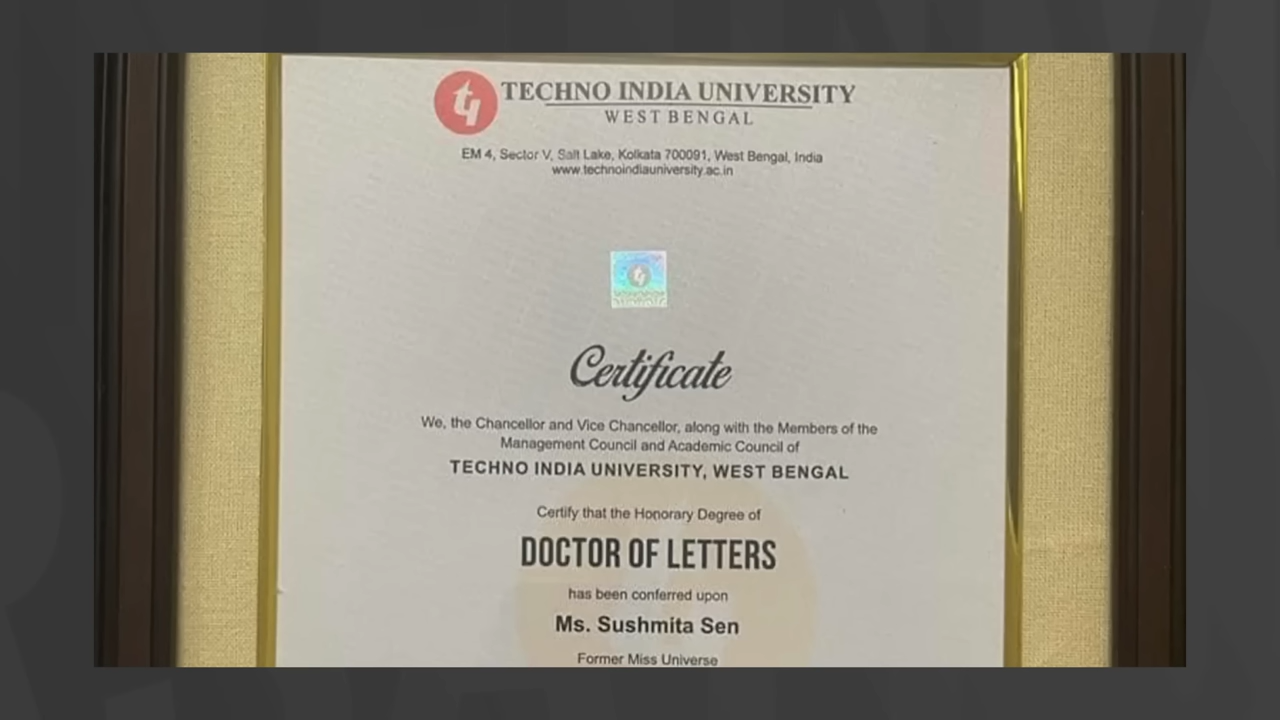 TECHNO INDIA UNIVERSITY
WEST BENGAL
EM 4, Sector V, Salt Lake, Kolkata 700091, West Bengal, India
www.technoindiauniversity.ac.in
Certificate
We, the Chancellor and Vice Chancellor, along with the Members of the
Management Council and Academic Council of
TECHNO INDIA UNIVERSITY, WEST BENGAL
Certify that the Honorary Degree of
DOCTOR OF LETTERS
has been conferred upon
Ms. Sushmita Sen
Former Miss Universe